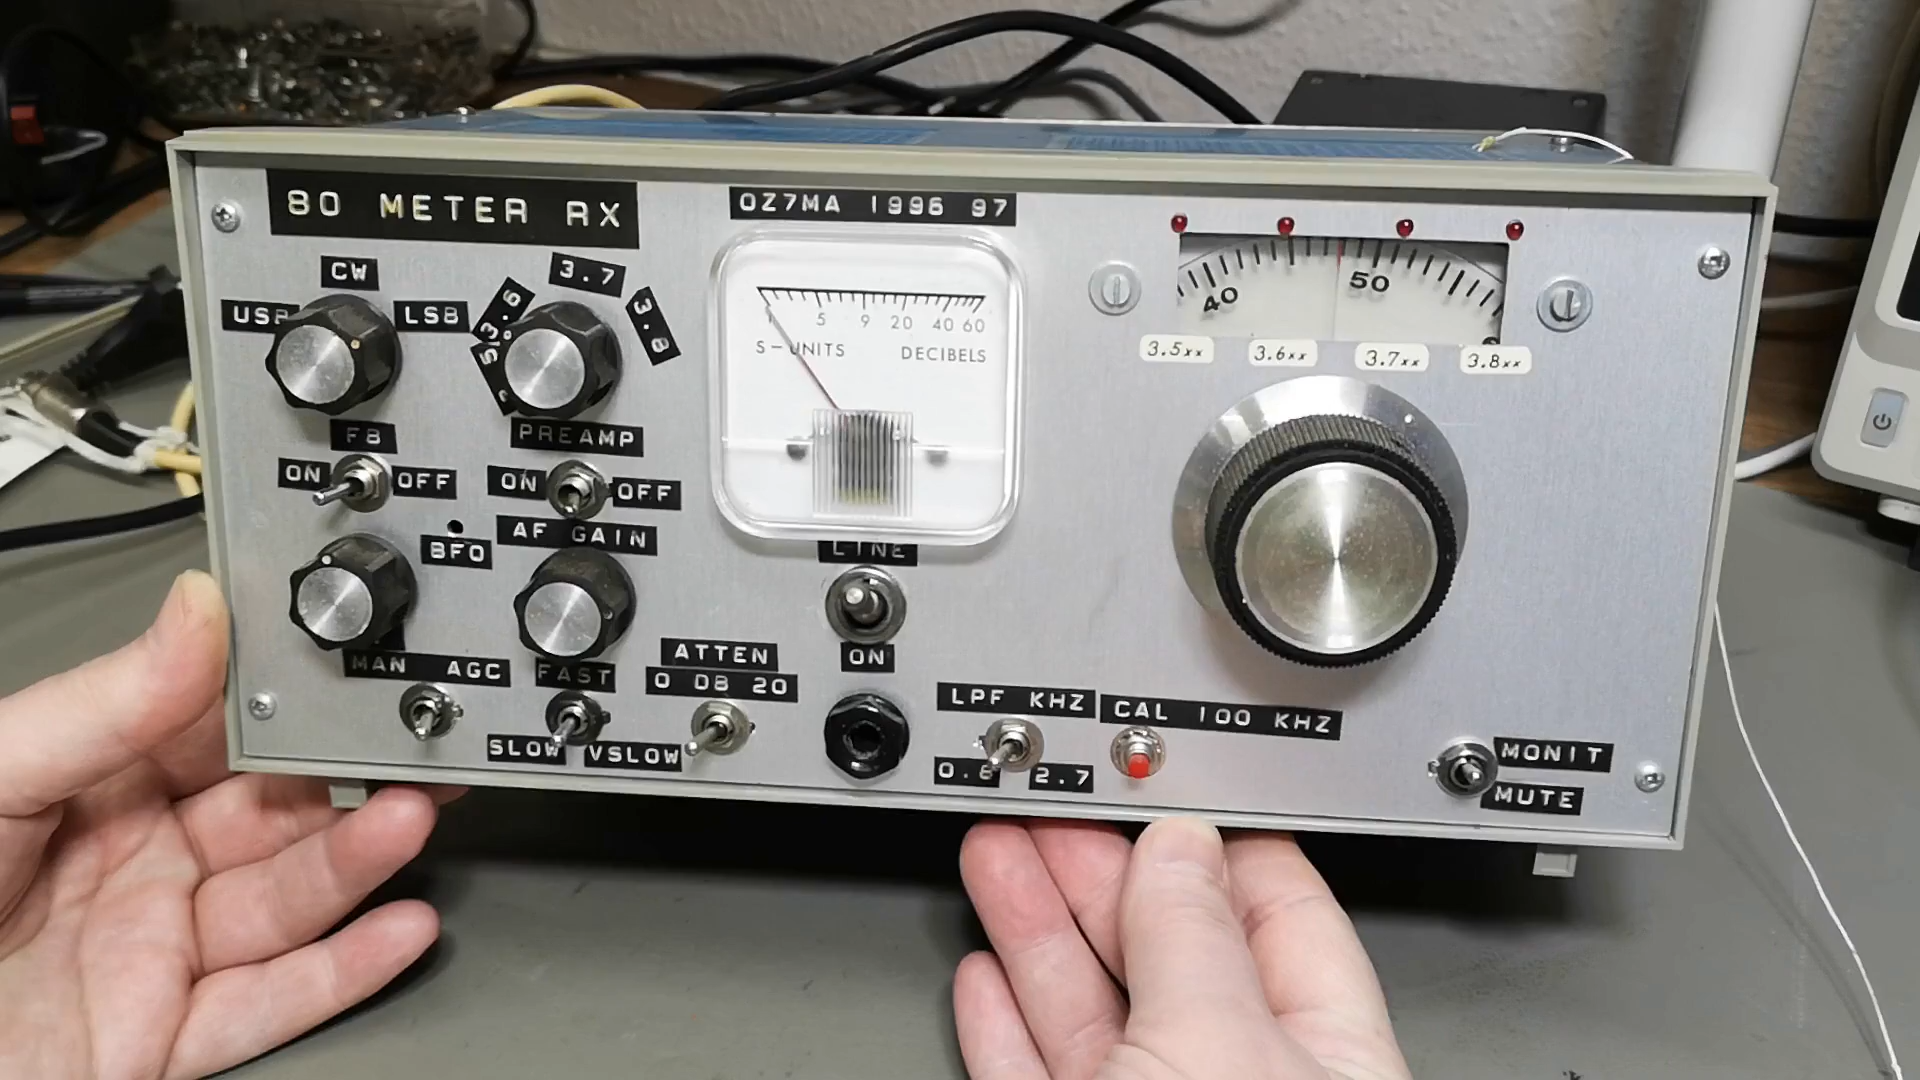 80 METER RX
OZ7MA 1996 97
CW
USB
LSB
3.5
3.6
3.7
3.8
1 5 9 20 40 60
S-UNITS DECIBELS
40 50
3.5xx 3.6xx 3.7xx 3.8xx
FB
ON OFF
PREAMP
ON OFF
BFO
AF GAIN
LINE
ON
MAN AGC
FAST
SLOW VSLOW
ATTEN
0 DB 20
LPF KHZ
0.8 2.7
CAL 100 KHZ
MONIT
MUTE